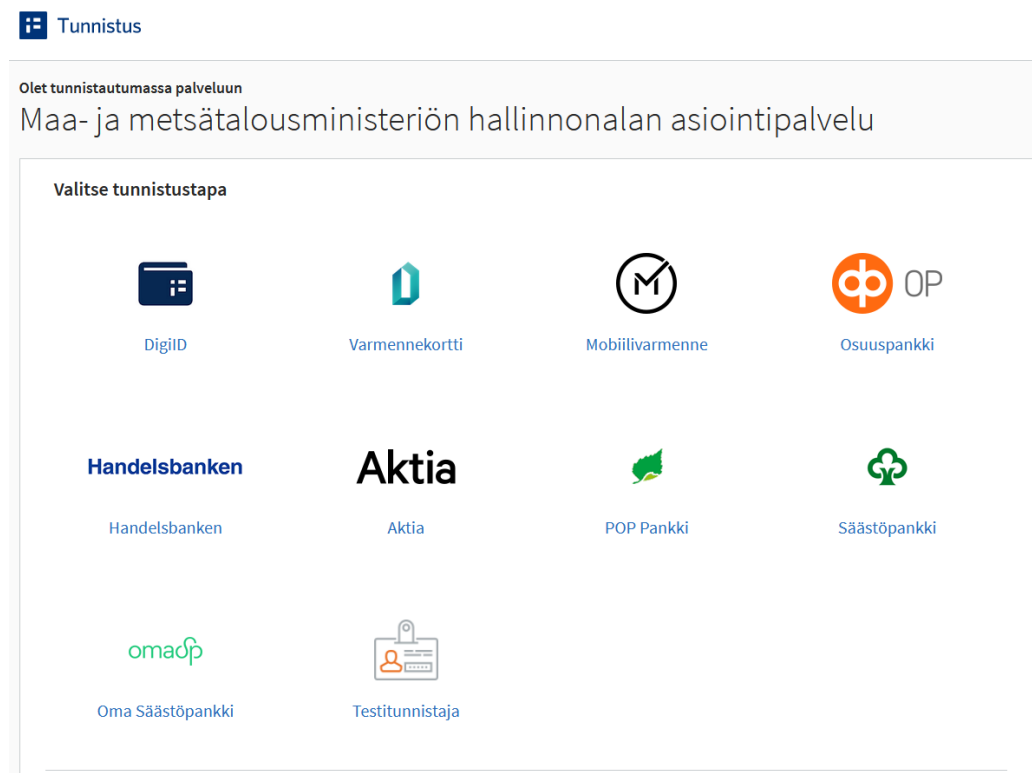 Tunnistus
Olet tunnistautumassa palveluun
Maa- ja metsätalousministeriön hallinnonalan asiointipalvelu
Valitse tunnistustapa
OP
DigiID Varmennekortti Mobiilivarmenne Osuuspankki
Handelsbanken Aktia
Handelsbanken Aktia POP Pankki Säästöpankki
omasp
Oma Säästöpankki Testitunnistaja